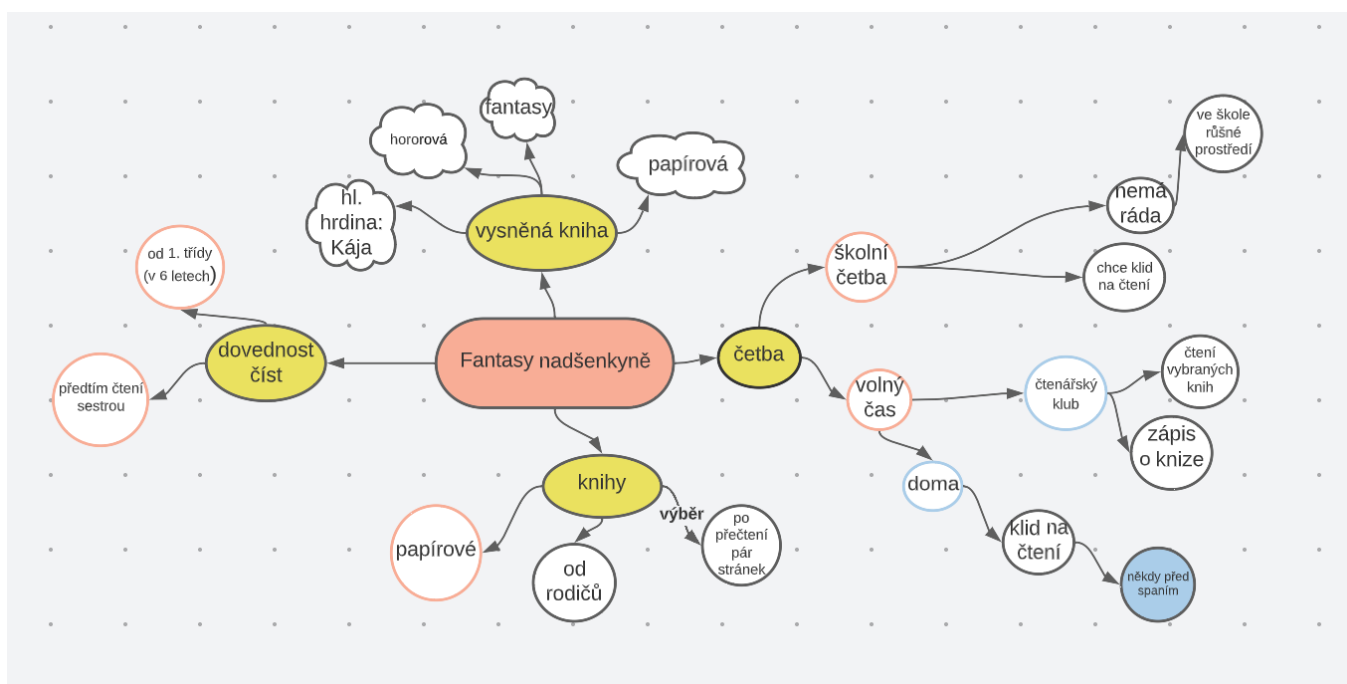 fantasy
hororová
papírová
hl.
hrdina:
Kája
vysněná kniha
od 1. třídy
(v 6 letech)
dovednost
číst
předtím čtení
sestrou
Fantasy nadšenkyně
knihy
výběr
papírové
od
rodičů
po
přečtení
pár
stránek
četba
školní
četba
nemá
ráda
ve škole
růšné
prostředí
chce klid
na čtení
volný
čas
čtenářský
klub
čtení
vybraných
knih
zápis
o knize
doma
klid na
čtení
někdy před
spaním